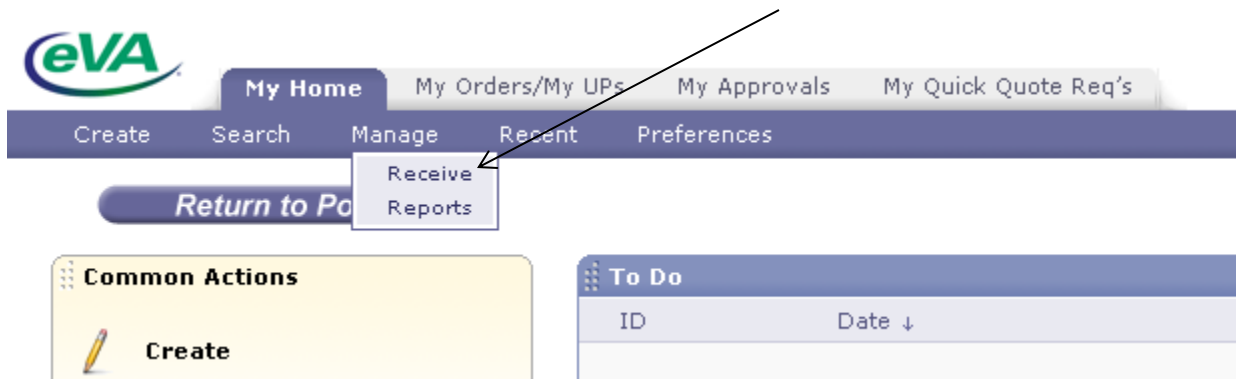 eVA
My Home My Orders/My UPs My Approvals My Quick Quote Req's
Create Search Manage Recent Preferences
Receive
Return to Po
Reports
Common Actions
To Do
ID Date ↓
Create